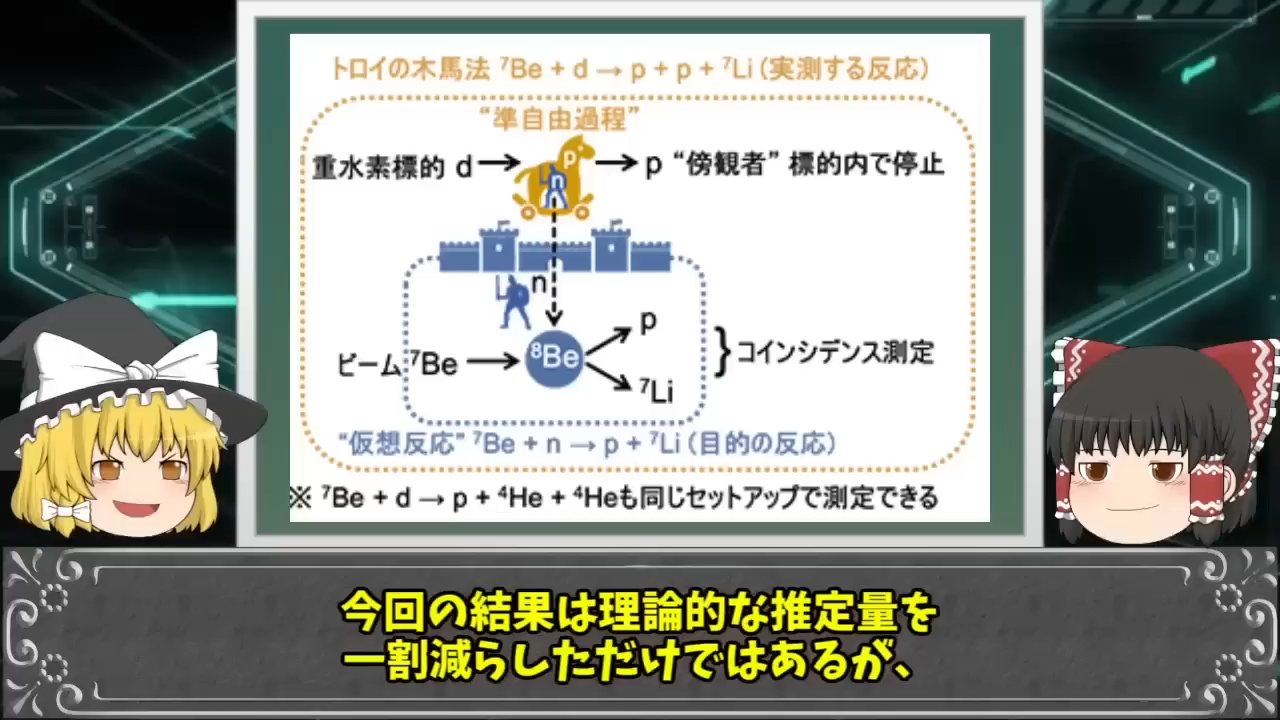 トロイの木馬法 ⁷Be + d → p + p + ⁷Li (実測する反応)
“準自由過程”
重水素標的 d → p “傍観者” 標的内で停止
p
n
n
ビーム ⁷Be → ⁸Be
p
⁷Li
} コインシデンス測定
“仮想反応” ⁷Be + n → p + ⁷Li (目的の反応)
※ ⁷Be + d → p + ⁴He + ⁴Heも同じセットアップで測定できる
今回の結果は理論的な推定量を
一割減らしただけではあるが、